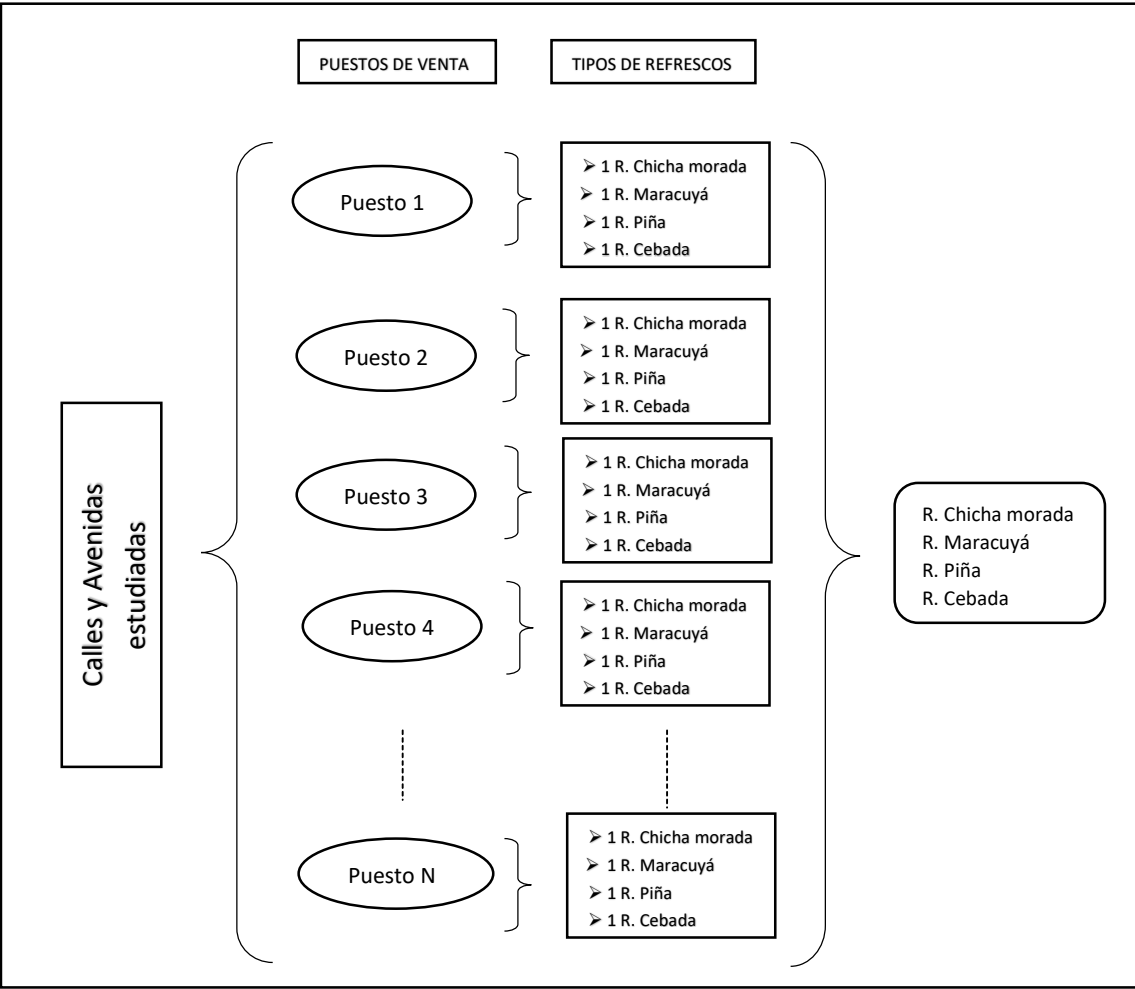 PUESTOS DE VENTA
TIPOS DE REFRESCOS
Calles y Avenidas
estudiadas
Puesto 1
➢ 1 R. Chicha morada
➢ 1 R. Maracuyá
➢ 1 R. Piña
➢ 1 R. Cebada
Puesto 2
➢ 1 R. Chicha morada
➢ 1 R. Maracuyá
➢ 1 R. Piña
➢ 1 R. Cebada
Puesto 3
➢ 1 R. Chicha morada
➢ 1 R. Maracuyá
➢ 1 R. Piña
➢ 1 R. Cebada
Puesto 4
➢ 1 R. Chicha morada
➢ 1 R. Maracuyá
➢ 1 R. Piña
➢ 1 R. Cebada
Puesto N
➢ 1 R. Chicha morada
➢ 1 R. Maracuyá
➢ 1 R. Piña
➢ 1 R. Cebada
R. Chicha morada
R. Maracuyá
R. Piña
R. Cebada